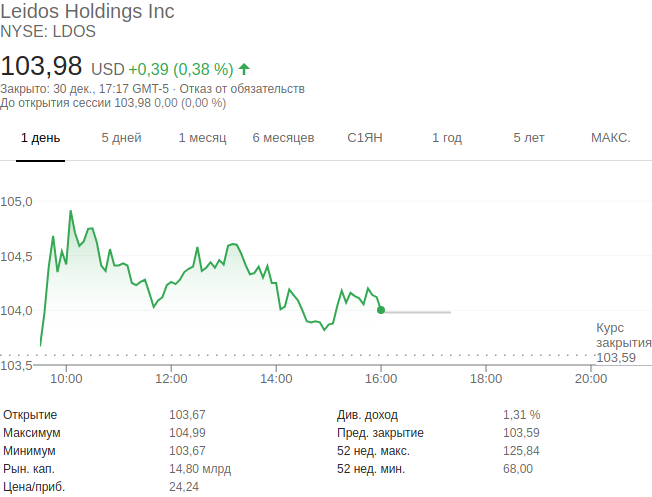 Leidos Holdings Inc
NYSE: LDOS
103,98 USD +0,39 (0,38 %)
Закрыто: 30 дек., 17:17 GMT-5 · Отказ от обязательств
До открытия сессии 103,98 0,00 (0,00 %)
1 день 5 дней 1 месяц 6 месяцев С1ЯН 1 год 5 лет МАКС.
105,0
104,5
104,0
Курс
закрытия
103,59
103,5
10:00 12:00 14:00 16:00 18:00 20:00
Открытие 103,67 Див. доход 1,31 %
Максимум 104,99 Пред. закрытие 103,59
Минимум 103,67 52 нед. макс. 125,84
Рын. кап. 14,80 млрд 52 нед. мин. 68,00
Цена/приб. 24,24